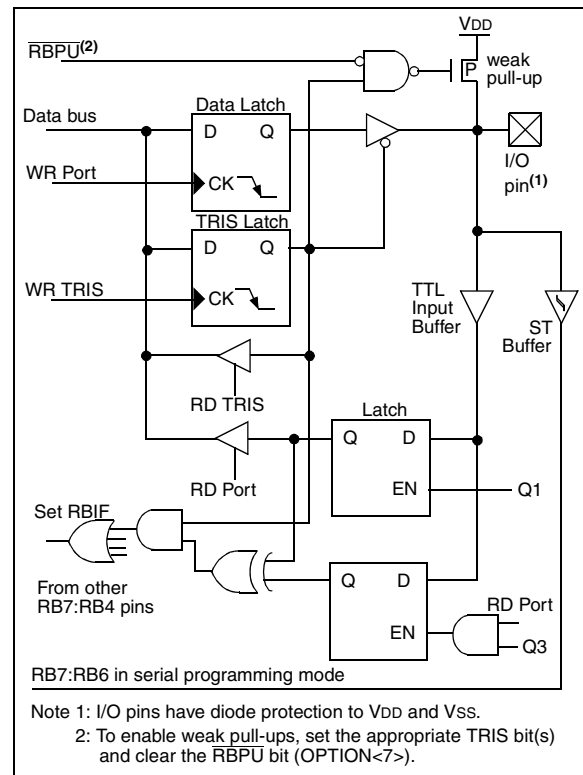 VDD
RBPU(2)
P
weak
pull-up
Data Latch
Data bus
D
Q
I/O
pin(1)
WR Port
CK
TRIS Latch
D
Q
WR TRIS
CK
TTL
Input
Buffer
ST
Buffer
RD TRIS
Latch
Q
D
RD Port
EN
Q1
Set RBIF
From other
RB7:RB4 pins
Q
D
RD Port
EN
Q3
RB7:RB6 in serial programming mode
Note 1: I/O pins have diode protection to VDD and VSS.
2: To enable weak pull-ups, set the appropriate TRIS bit(s)
and clear the RBPU bit (OPTION<7>).